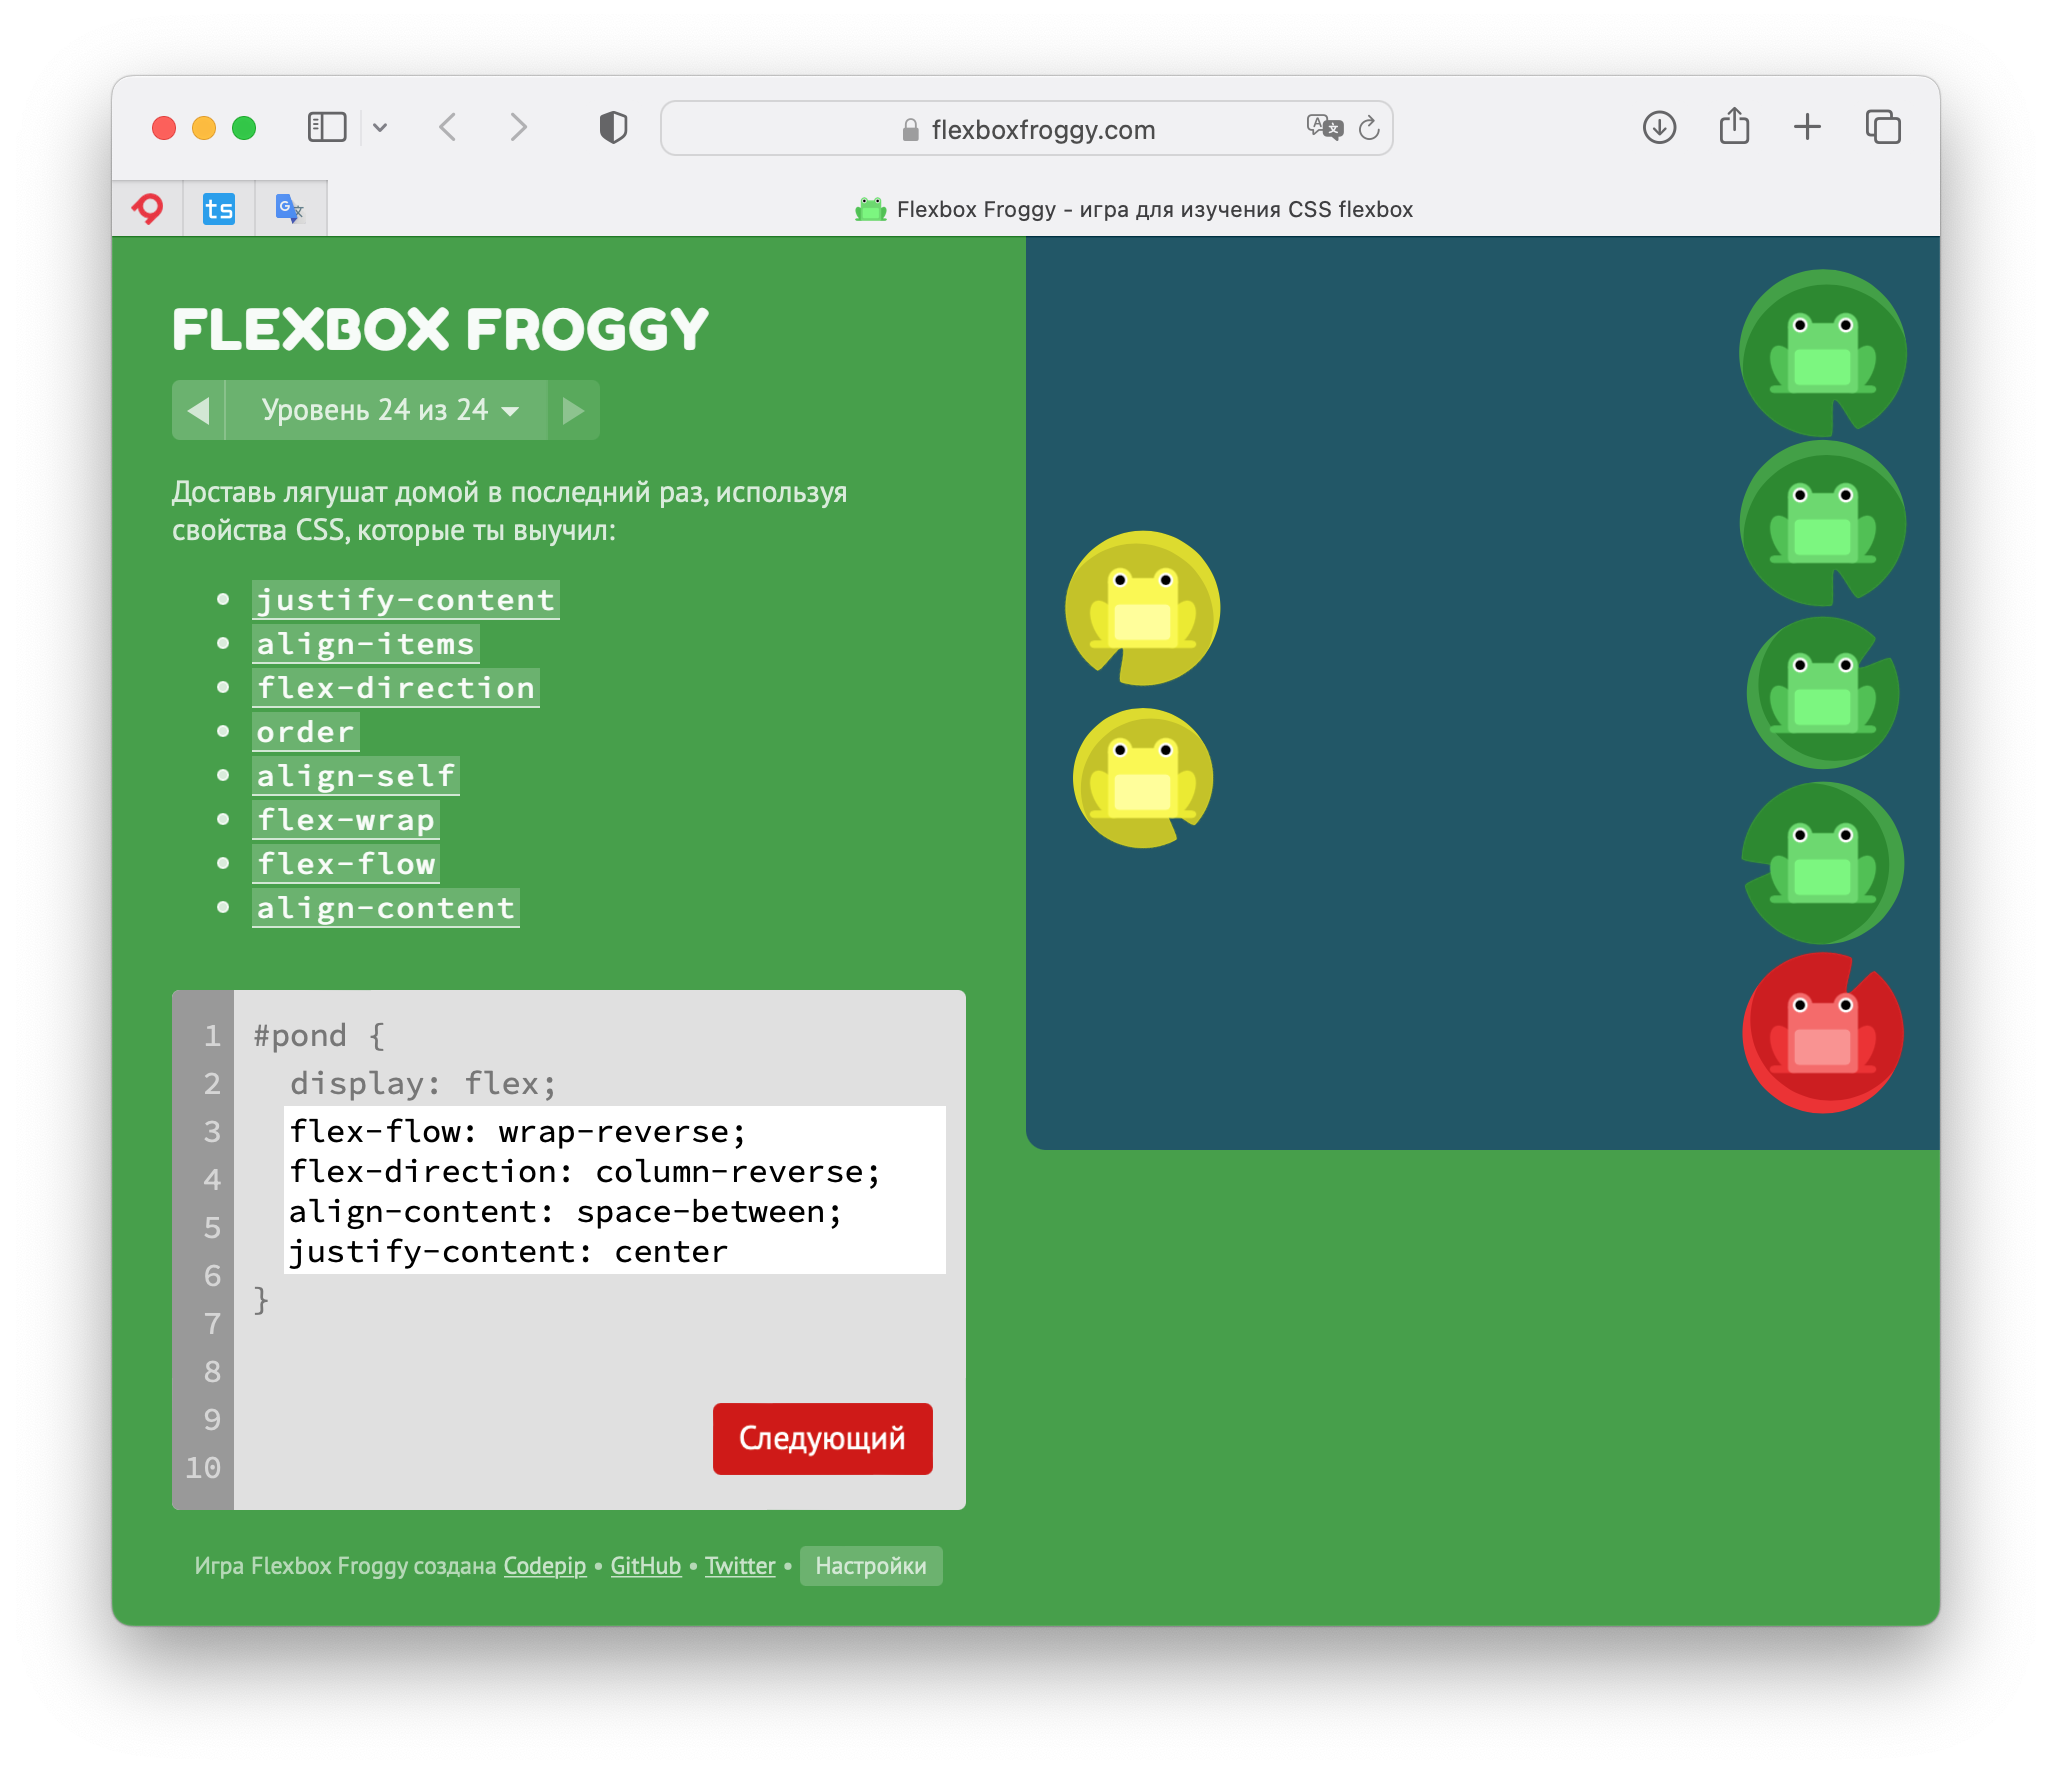 flexboxfroggy.com
ts
Flexbox Froggy - игра для изучения CSS flexbox
FLEXBOX FROGGY
Уровень 24 из 24
Доставь лягушат домой в последний раз, используя
свойства CSS, которые ты выучил:
justify-content
align-items
flex-direction
order
align-self
flex-wrap
flex-flow
align-content
1 #pond {
2 display: flex;
3 flex-flow: wrap-reverse;
4 flex-direction: column-reverse;
5 align-content: space-between;
6 justify-content: center
7 }
8
9
10
Следующий
Игра Flexbox Froggy создана Codepip • GitHub • Twitter • Настройки